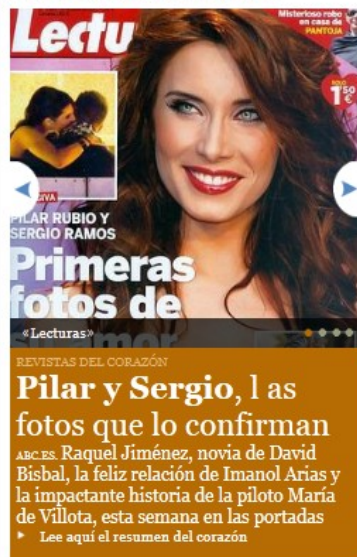 Lectu
Misterioso robo
en casa de
PANTOJA
SOLO
1'50
€
PILAR RUBIO Y
SERGIO RAMOS
Primeras
fotos de
«Lecturas»
REVISTAS DEL CORAZÓN
Pilar y Sergio, l as
fotos que lo confirman
ABC.ES. Raquel Jiménez, novia de David
Bisbal, la feliz relación de Imanol Arias y
la impactante historia de la piloto María
de Villota, esta semana en las portadas
Lee aquí el resumen del corazón